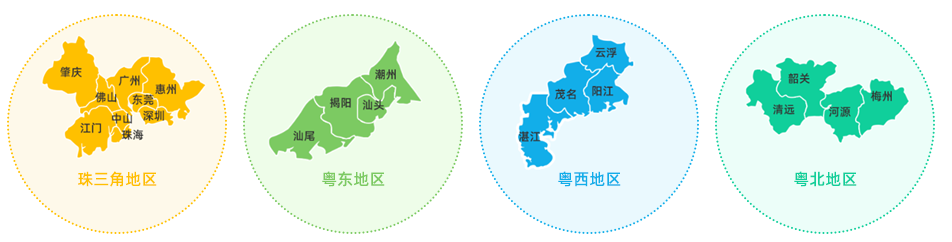 肇庆
广州
惠州
佛山
东莞
江门
中山
深圳
珠海
珠三角地区
潮州
揭阳
汕头
汕尾
粤东地区
云浮
茂名
阳江
湛江
粤西地区
韶关
清远
河源
梅州
粤北地区